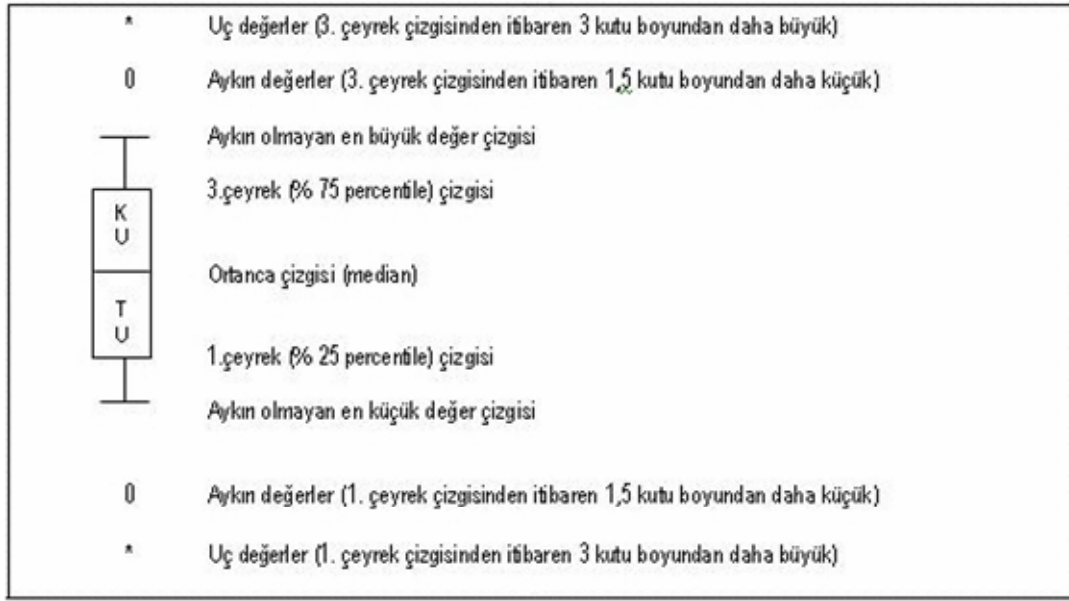 * Uç değerler (3. çeyrek çizgisinden itibaren 3 kutu boyundan daha büyük)
0 Aykırı değerler (3. çeyrek çizgisinden itibaren 1,5 kutu boyundan daha küçük)
Aykırı olmayan en büyük değer çizgisi
3.çeyrek (% 75 percentile) çizgisi
K
U
Ortanca çizgisi (median)
T
U
1.çeyrek (% 25 percentile) çizgisi
Aykırı olmayan en küçük değer çizgisi
0 Aykırı değerler (1. çeyrek çizgisinden itibaren 1,5 kutu boyundan daha küçük)
* Uç değerler (1. çeyrek çizgisinden itibaren 3 kutu boyundan daha büyük)